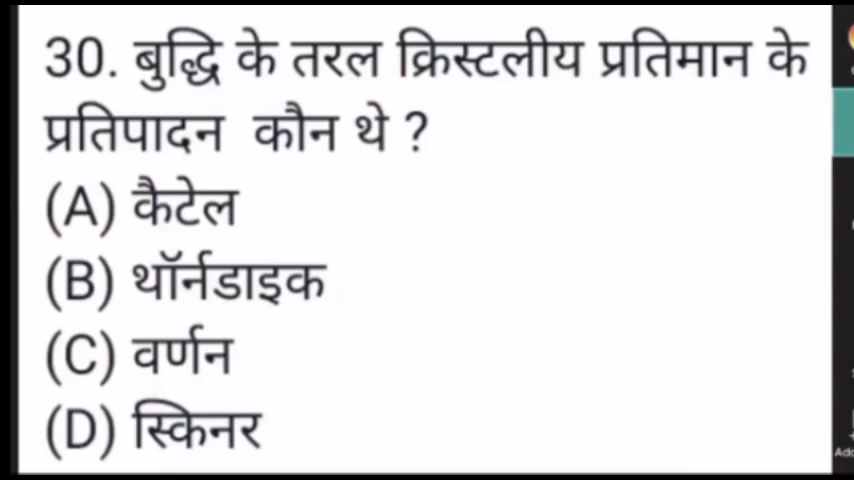 30. बुद्धि के तरल क्रिस्टलीय प्रतिमान के
प्रतिपादन कौन थे ?
(A) कैटेल
(B) थॉर्नडाइक
(C) वर्णन
(D) स्किनर